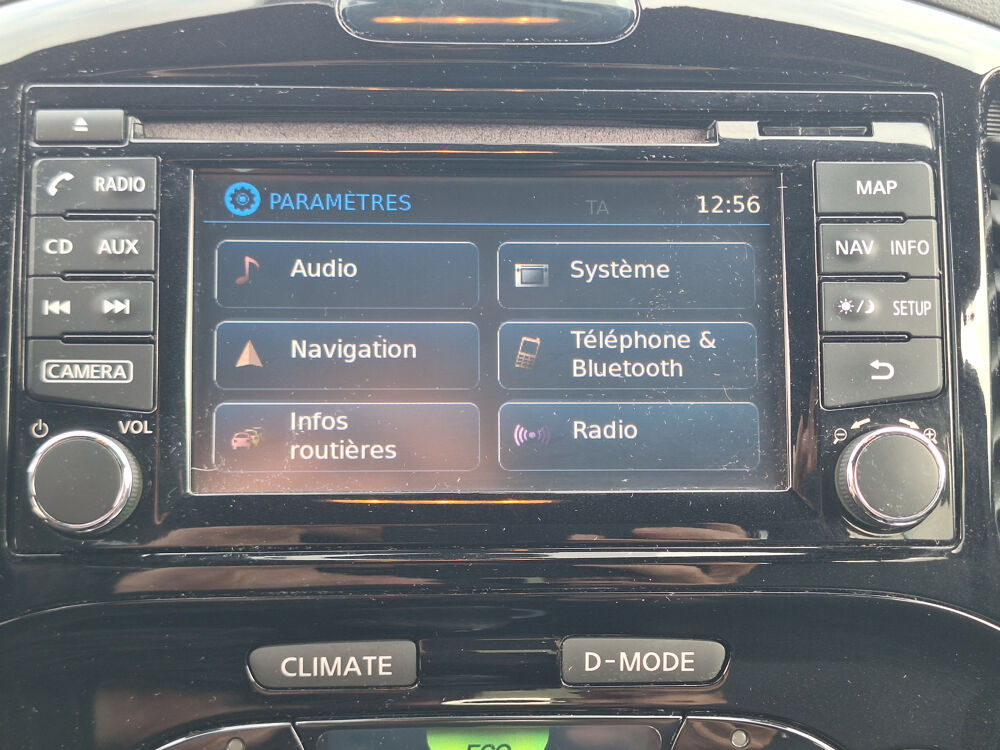 RADIO
MAP
PARAMÈTRES TA 12:56
CD AUX
NAV INFO
Audio
Système
SETUP
Navigation
Téléphone &
Bluetooth
CAMERA
Infos
routières
Radio
VOL
CLIMATE
D-MODE
ECO